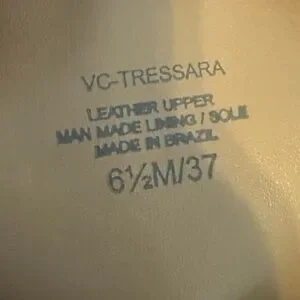 VC-TRESSARA
LEATHER UPPER
MAN MADE LINING / SOLE
MADE IN BRAZIL
6½M/37